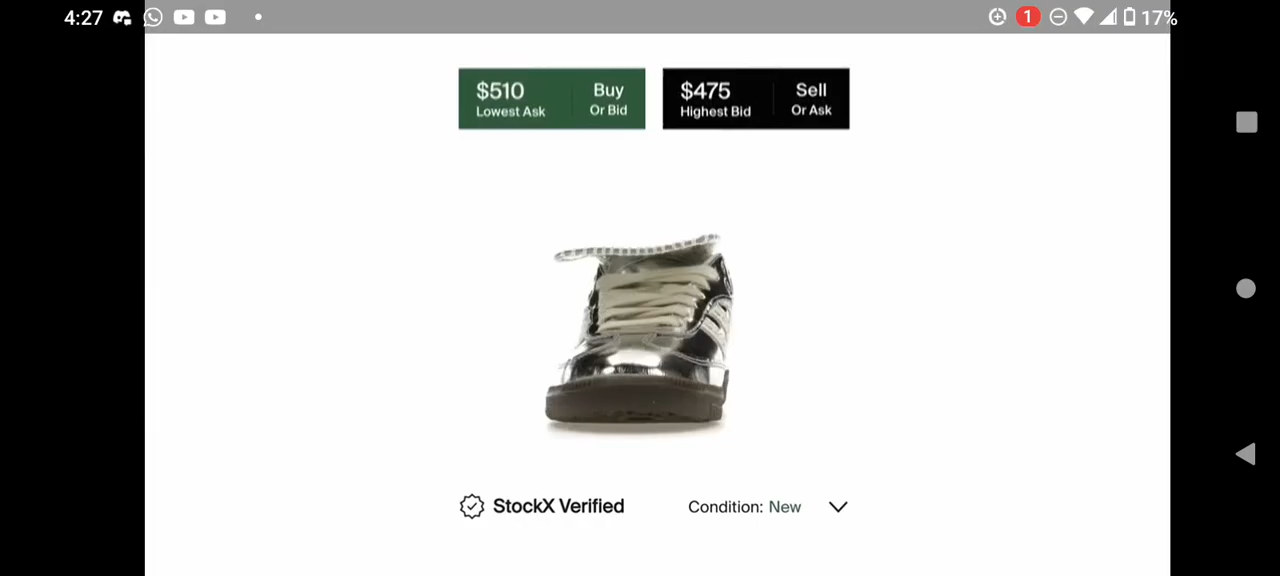 4:27
1
17%
$510
Lowest Ask
Buy
Or Bid
$475
Highest Bid
Sell
Or Ask
StockX Verified
Condition: New